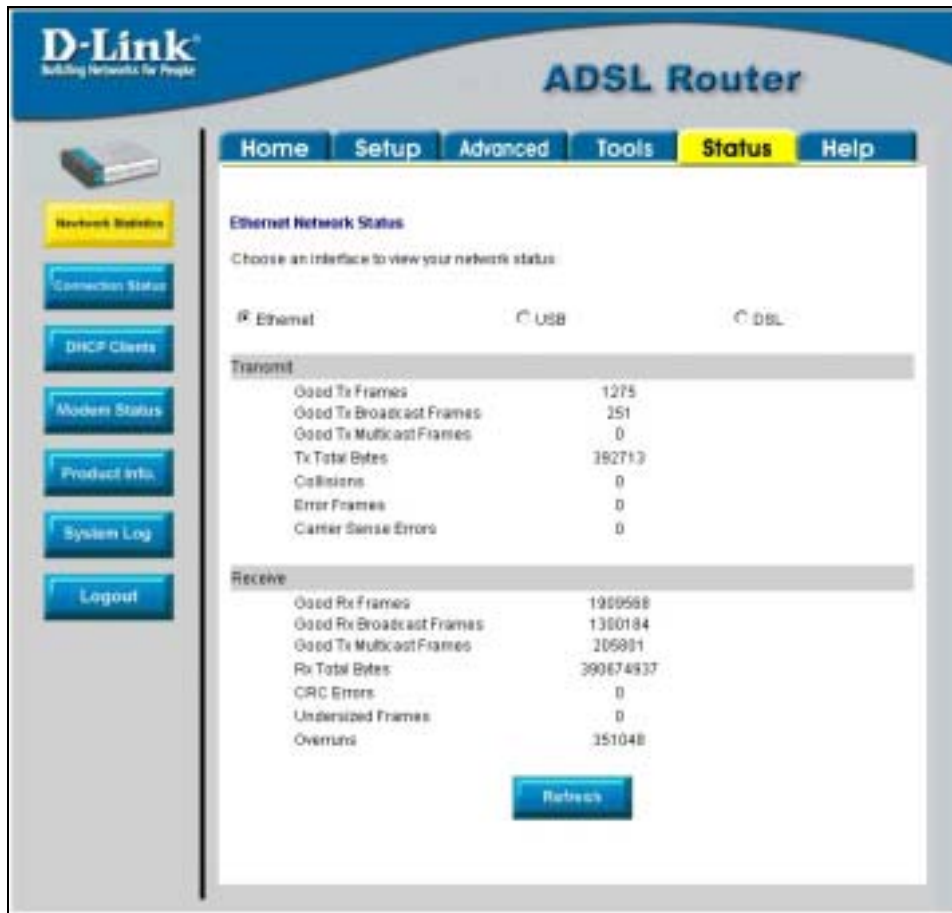 D-Link
Building Networks for People
ADSL Router
Home Setup Advanced Tools Status Help
Network Statistics
Connection Status
DHCP Clients
Modem Status
Product Info.
System Log
Logout
Ethernet Network Status
Choose an interface to view your network status
Ethernet USB DSL
Transmit
Good Tx Frames 1275
Good Tx Broadcast Frames 251
Good Tx Multicast Frames 0
Tx Total Bytes 392713
Collisions 0
Error Frames 0
Carrier Sense Errors 0
Receive
Good Rx Frames 1909568
Good Rx Broadcast Frames 1300184
Good Tx Multicast Frames 205801
Rx Total Bytes 390674937
CRC Errors 0
Undersized Frames 0
Overruns 351048
Refresh